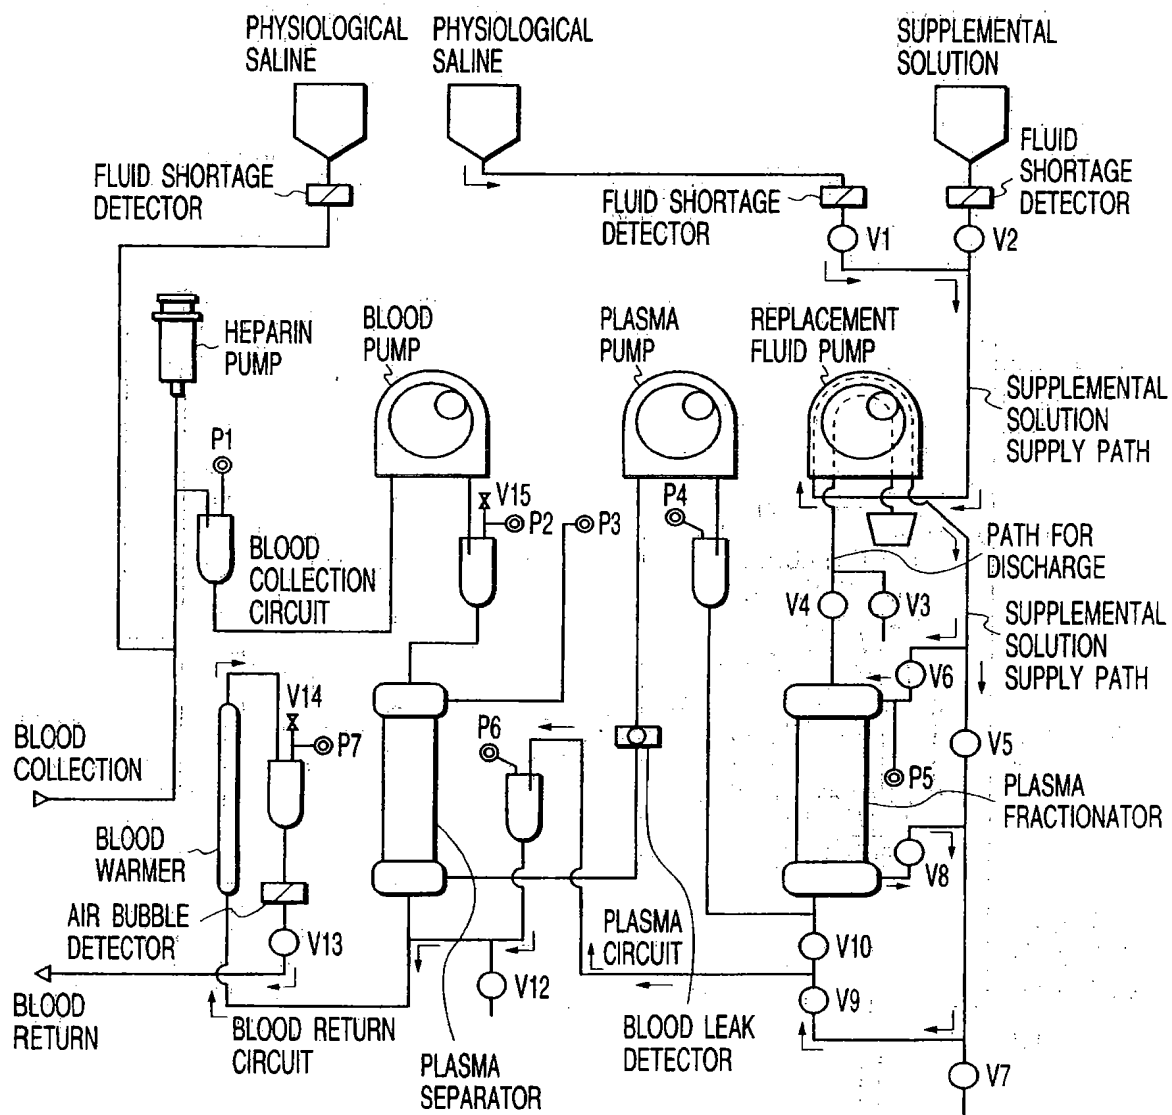 PHYSIOLOGICAL
SALINE
PHYSIOLOGICAL
SALINE
SUPPLEMENTAL
SOLUTION
FLUID SHORTAGE
DETECTOR
FLUID SHORTAGE
DETECTOR
FLUID
SHORTAGE
DETECTOR
V1
V2
HEPARIN
PUMP
BLOOD
PUMP
PLASMA
PUMP
REPLACEMENT
FLUID PUMP
SUPPLEMENTAL
SOLUTION
SUPPLY PATH
P1
V15
P2
P3
P4
BLOOD
COLLECTION
CIRCUIT
PATH FOR
DISCHARGE
V4
V3
SUPPLEMENTAL
SOLUTION
SUPPLY PATH
V6
V14
P7
P6
P5
V5
BLOOD
COLLECTION
PLASMA
FRACTIONATOR
BLOOD
WARMER
V8
AIR BUBBLE
DETECTOR
V13
PLASMA
CIRCUIT
V10
V12
V9
BLOOD
RETURN
BLOOD RETURN
CIRCUIT
PLASMA
SEPARATOR
BLOOD LEAK
DETECTOR
V7